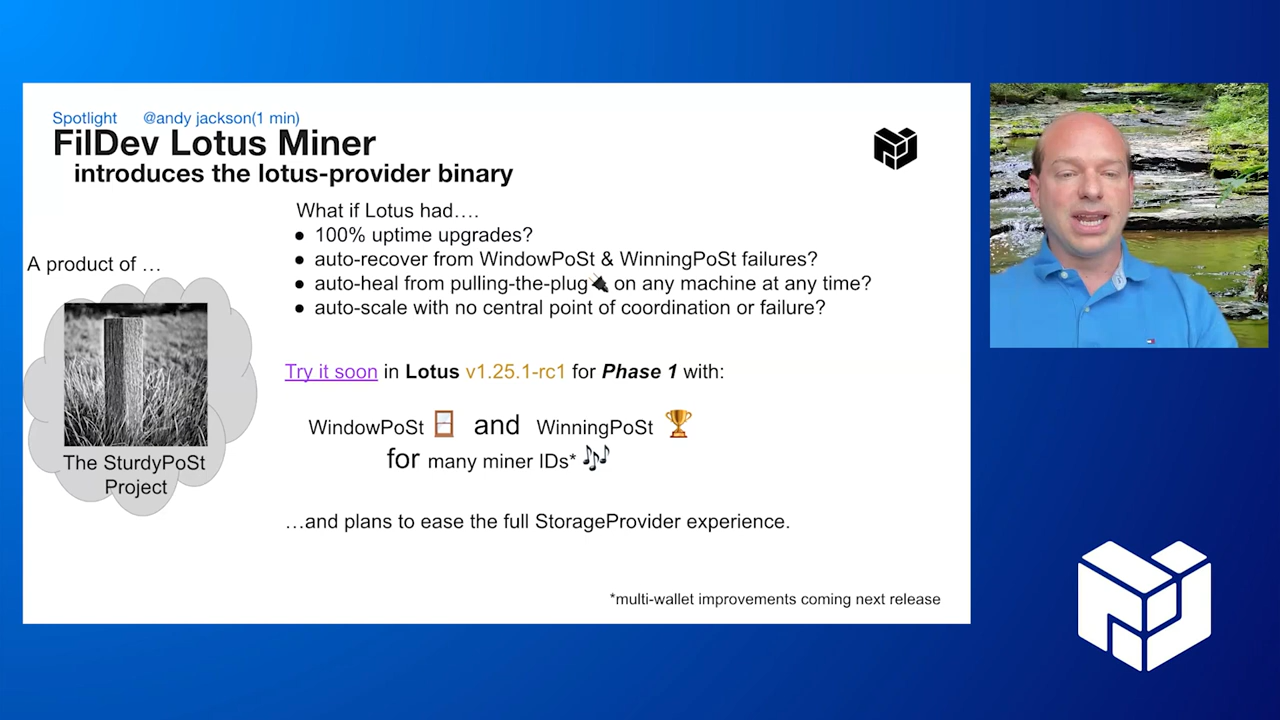 Spotlight @andy jackson(1 min)
FilDev Lotus Miner
introduces the lotus-provider binary
What if Lotus had….
● 100% uptime upgrades?
● auto-recover from WindowPoSt & WinningPoSt failures?
● auto-heal from pulling-the-plug🔌 on any machine at any time?
● auto-scale with no central point of coordination or failure?
A product of …
The SturdyPoSt
Project
Try it soon in Lotus v1.25.1-rc1 for Phase 1 with:
WindowPoSt 🪟 and WinningPoSt 🏆
for many miner IDs* 🎶
…and plans to ease the full StorageProvider experience.
*multi-wallet improvements coming next release